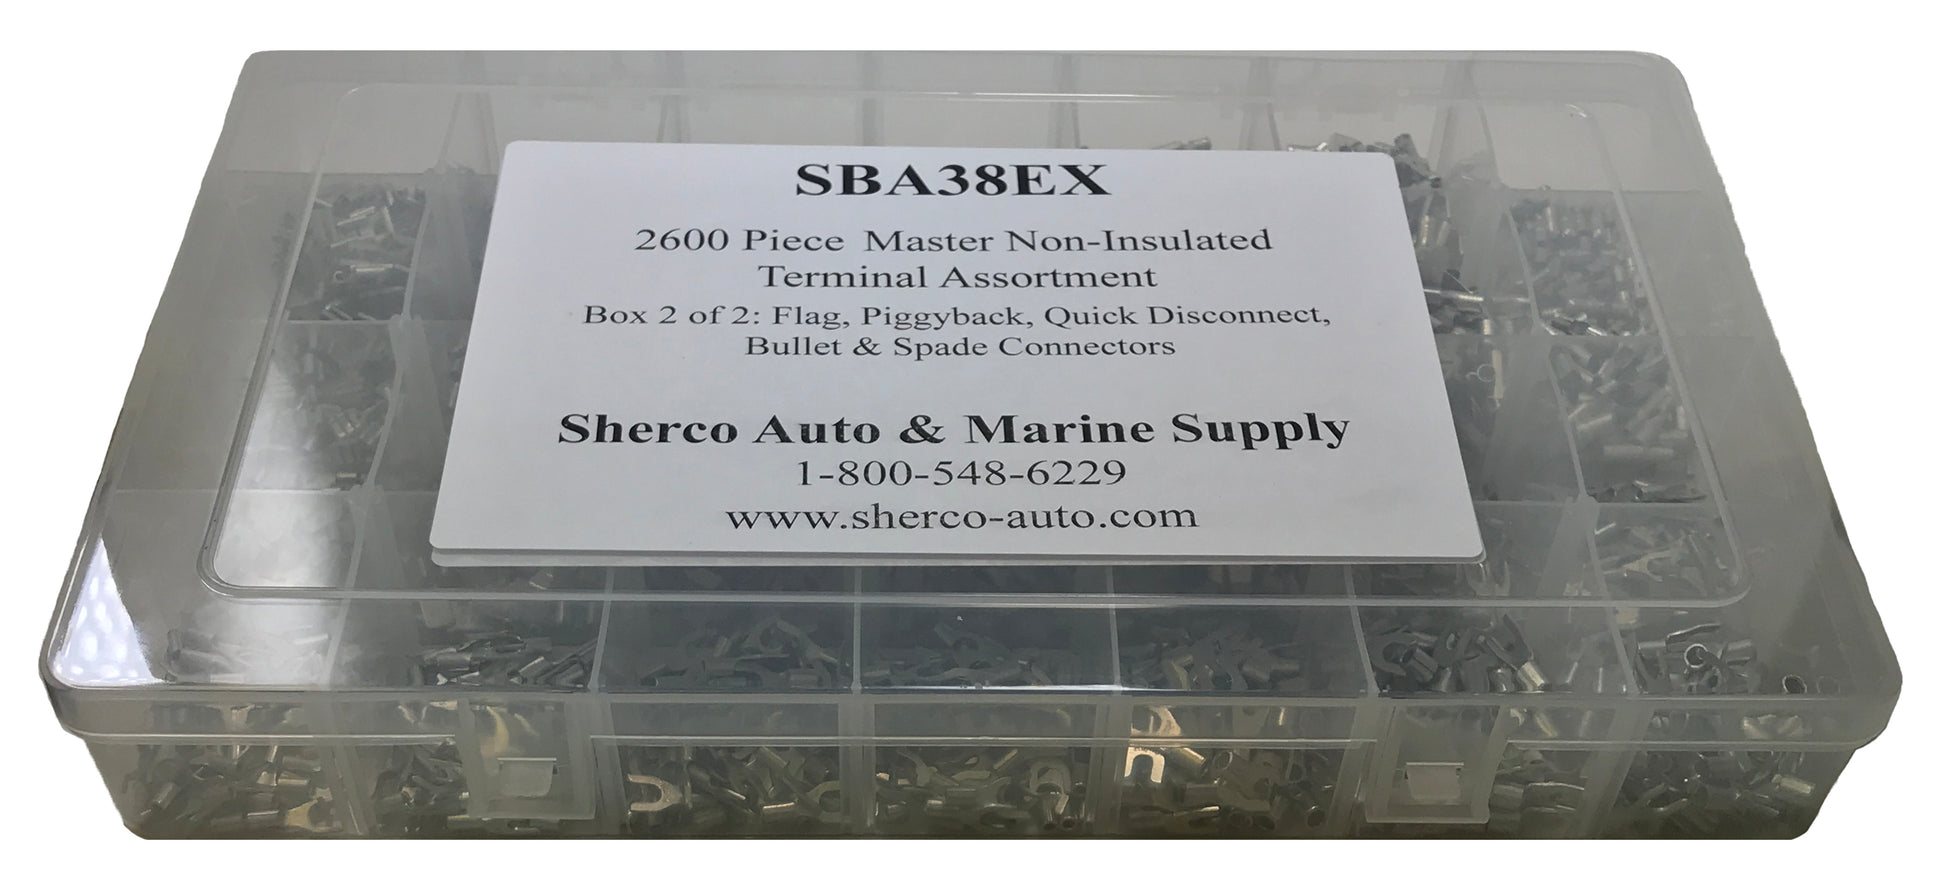 SBA38EX
2600 Piece Master Non-Insulated
Terminal Assortment
Box 2 of 2: Flag, Piggyback, Quick Disconnect,
Bullet & Spade Connectors
Sherco Auto & Marine Supply
1-800-548-6229
www.sherco-auto.com